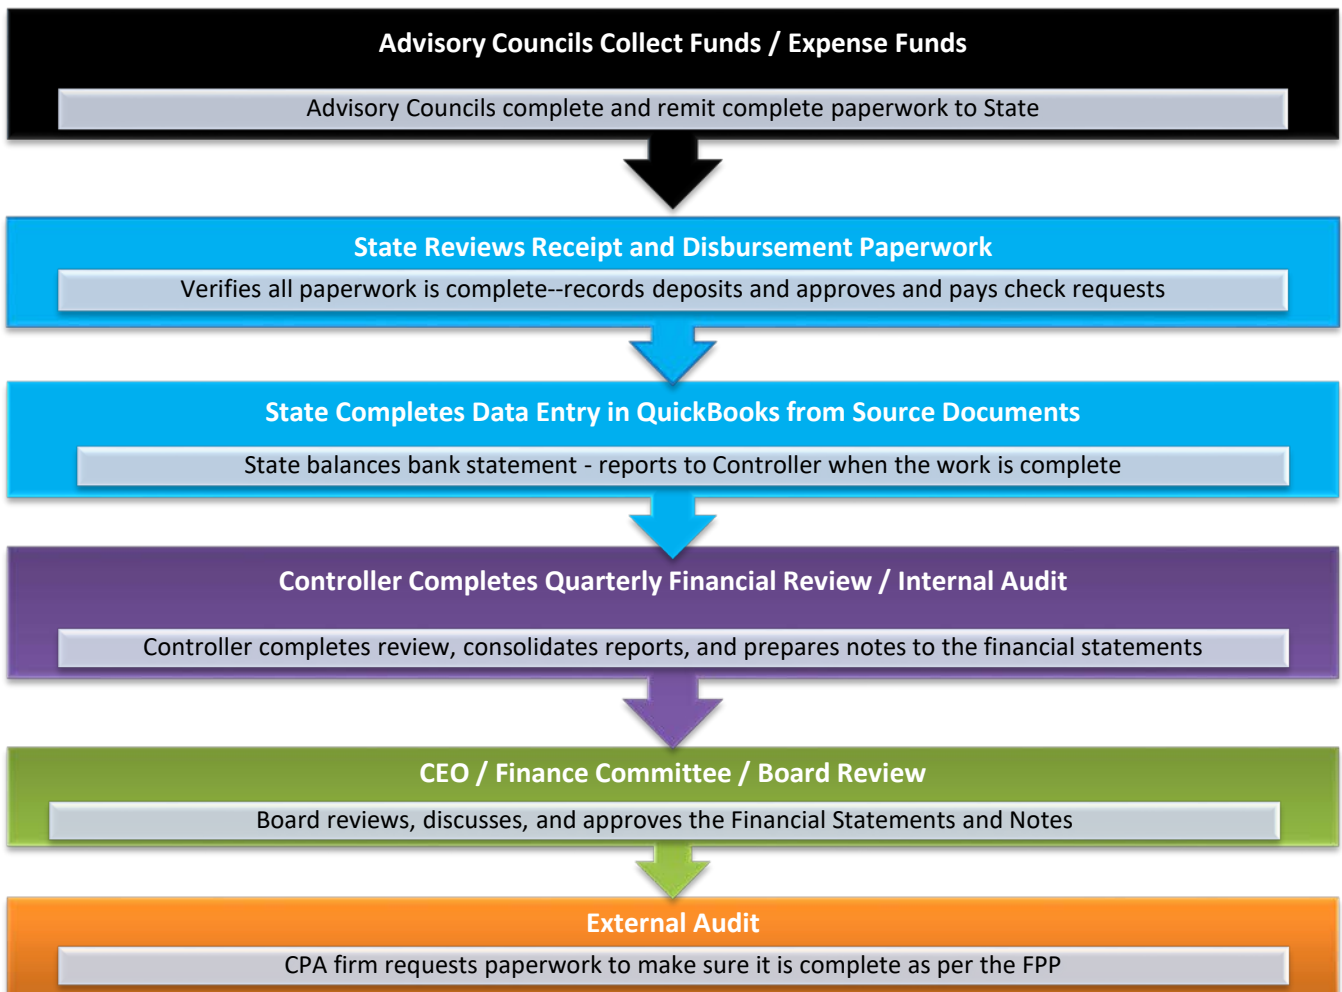 Advisory Councils Collect Funds / Expense Funds
Advisory Councils complete and remit complete paperwork to State
State Reviews Receipt and Disbursement Paperwork
Verifies all paperwork is complete--records deposits and approves and pays check requests
State Completes Data Entry in QuickBooks from Source Documents
State balances bank statement - reports to Controller when the work is complete
Controller Completes Quarterly Financial Review / Internal Audit
Controller completes review, consolidates reports, and prepares notes to the financial statements
CEO / Finance Committee / Board Review
Board reviews, discusses, and approves the Financial Statements and Notes
External Audit
CPA firm requests paperwork to make sure it is complete as per the FPP